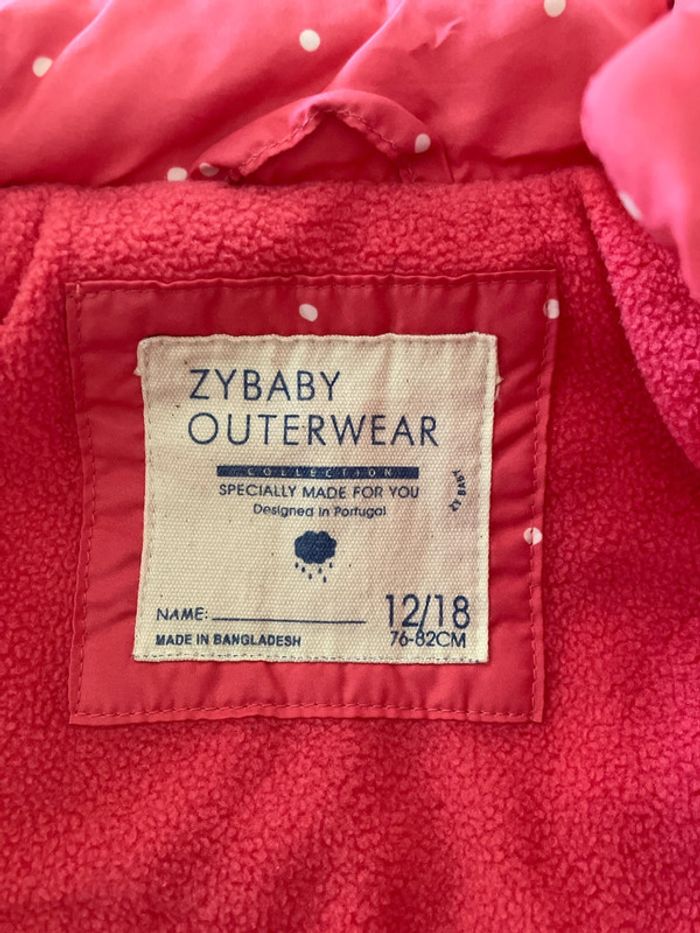 ZYBABY
OUTERWEAR
COLLECTION
SPECIALLY MADE FOR YOU
Designed in Portugal
ZY BABY
NAME:
12/18
MADE IN BANGLADESH
76-82CM